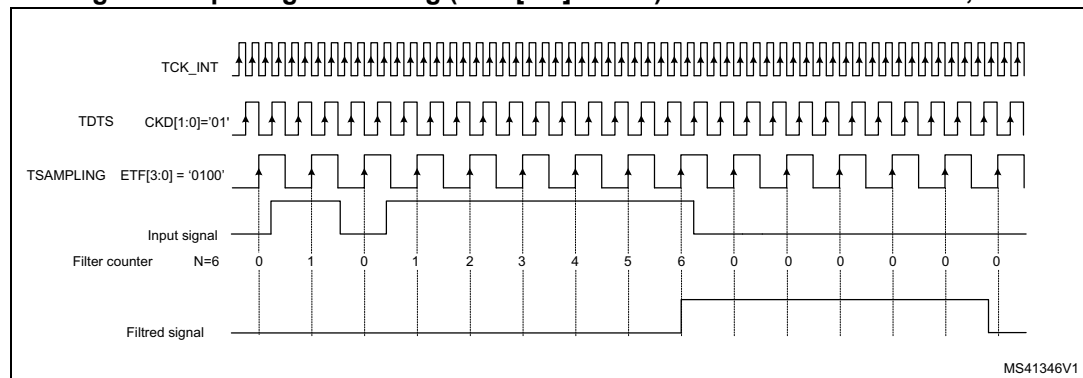 TCK_INT
TDTS CKD[1:0]='01'
TSAMPLING ETF[3:0] = ‘0100’
Input signal
Filter counter N=6 0 1 0 1 2 3 4 5 6 0 0 0 0 0 0
Filtred signal
MS41346V1